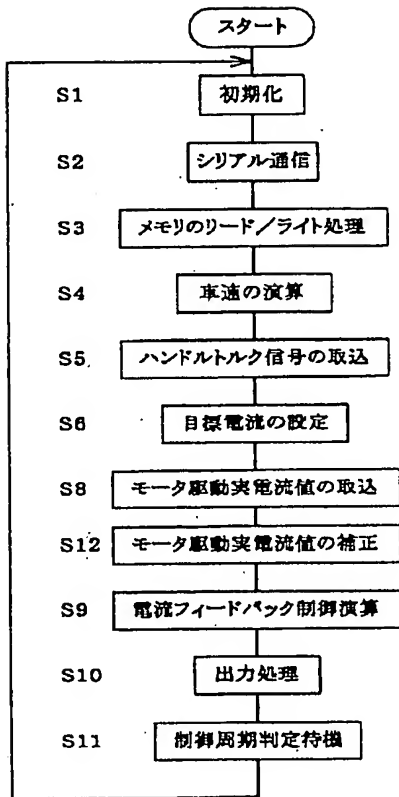 スタート
S1 初期化
S2 シリアル通信
S3 メモリのリード／ライト処理
S4 車速の演算
S5 ハンドルトルク信号の取込
S6 目標電流の設定
S8 モータ駆動実電流値の取込
S12 モータ駆動実電流値の補正
S9 電流フィードバック制御演算
S10 出力処理
S11 制御周期判定待機